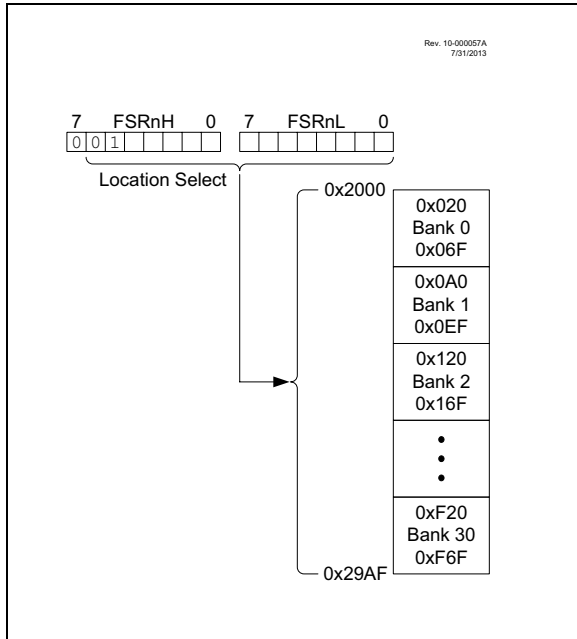 Rev. 10-000057A
7/31/2013
7 FSRnH 0 7 FSRnL 0
0 0 1
Location Select
0x2000
0x020
Bank 0
0x06F
0x0A0
Bank 1
0x0EF
0x120
Bank 2
0x16F
0xF20
Bank 30
0xF6F
0x29AF